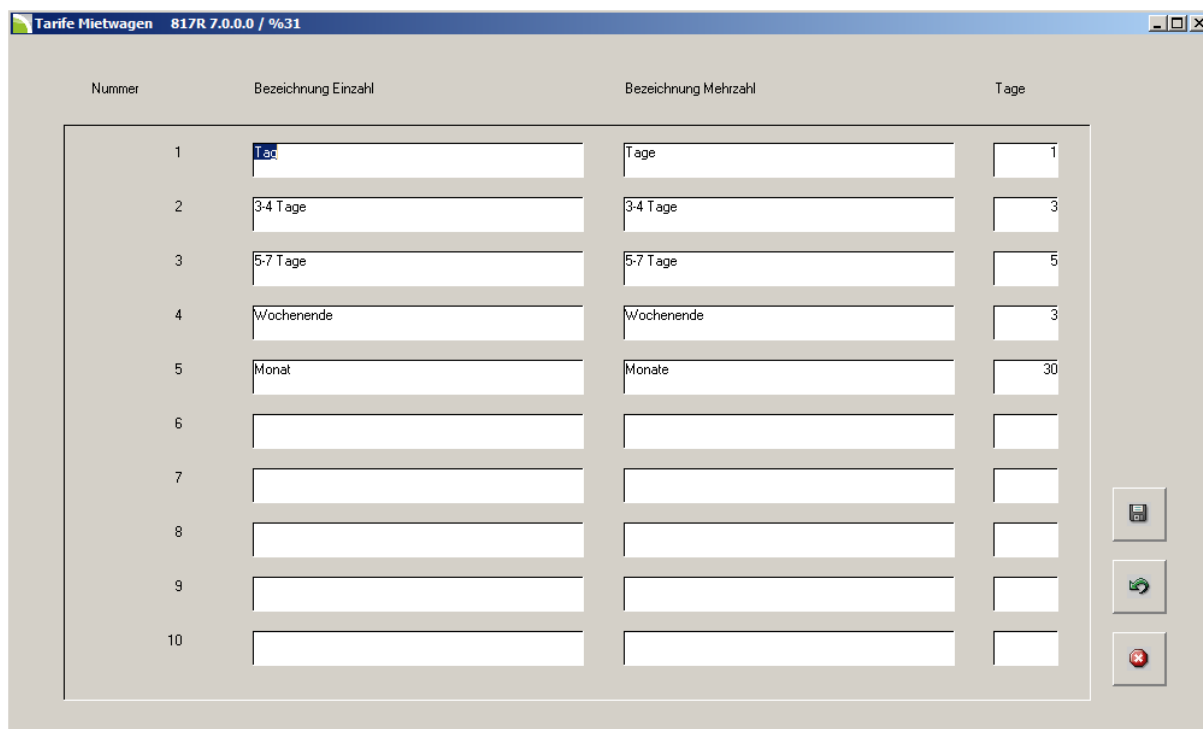 Tarife Mietwagen 817R 7.0.0.0 / %31
Nummer Bezeichnung Einzahl Bezeichnung Mehrzahl Tage
1 Tag Tage 1
2 3-4 Tage 3-4 Tage 3
3 5-7 Tage 5-7 Tage 5
4 Wochenende Wochenende 3
5 Monat Monate 30
6
7
8
9
10